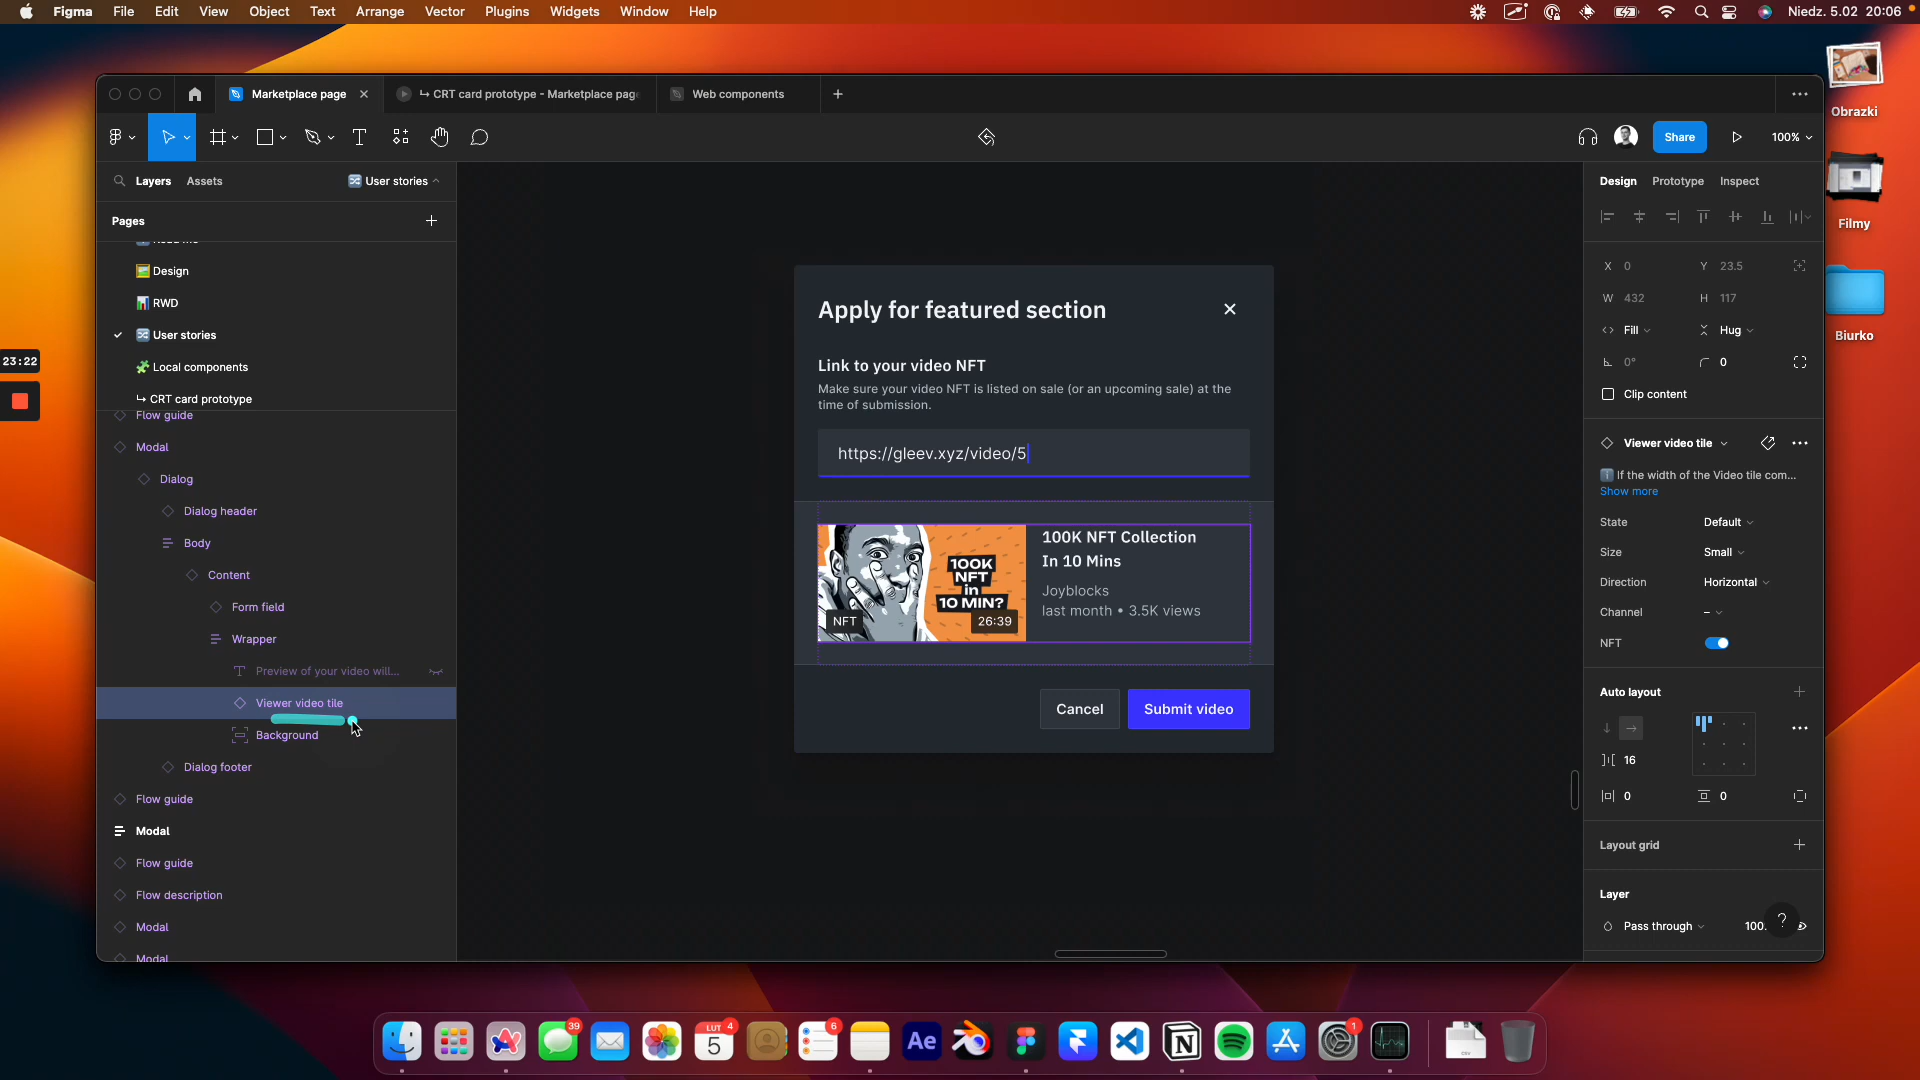 Figma File Edit View Object Text Arrange Vector Plugins Widgets Window Help
Niedz. 5.02 20:06
Obrazki
Filmy
Biurko
23:22
Marketplace page
↳ CRT card prototype - Marketplace page
Web components
Share
100%
Layers Assets
User stories
Pages
Read me
Design
RWD
User stories
Local components
↳ CRT card prototype
Flow guide
Modal
Dialog
Dialog header
Body
Content
Form field
Wrapper
Preview of your video will...
Viewer video tile
Background
Dialog footer
Flow guide
Modal
Flow guide
Flow description
Modal
Modal
Apply for featured section
Link to your video NFT
Make sure your video NFT is listed on sale (or an upcoming sale) at the
time of submission.
https://gleev.xyz/video/5
100K
NFT
in
10 MIN?
NFT
26:39
100K NFT Collection
In 10 Mins
Joyblocks
last month • 3.5K views
Cancel
Submit video
Design Prototype Inspect
X 0 Y 23.5
W 432 H 117
Fill Hug
0° 0
Clip content
Viewer video tile
If the width of the Video tile com...
Show more
State Default
Size Small
Direction Horizontal
Channel –
NFT
Auto layout
16
0 0
Layout grid
Layer
Pass through 100.
?
39
LUT
5
4
6
Ae
1
CSV